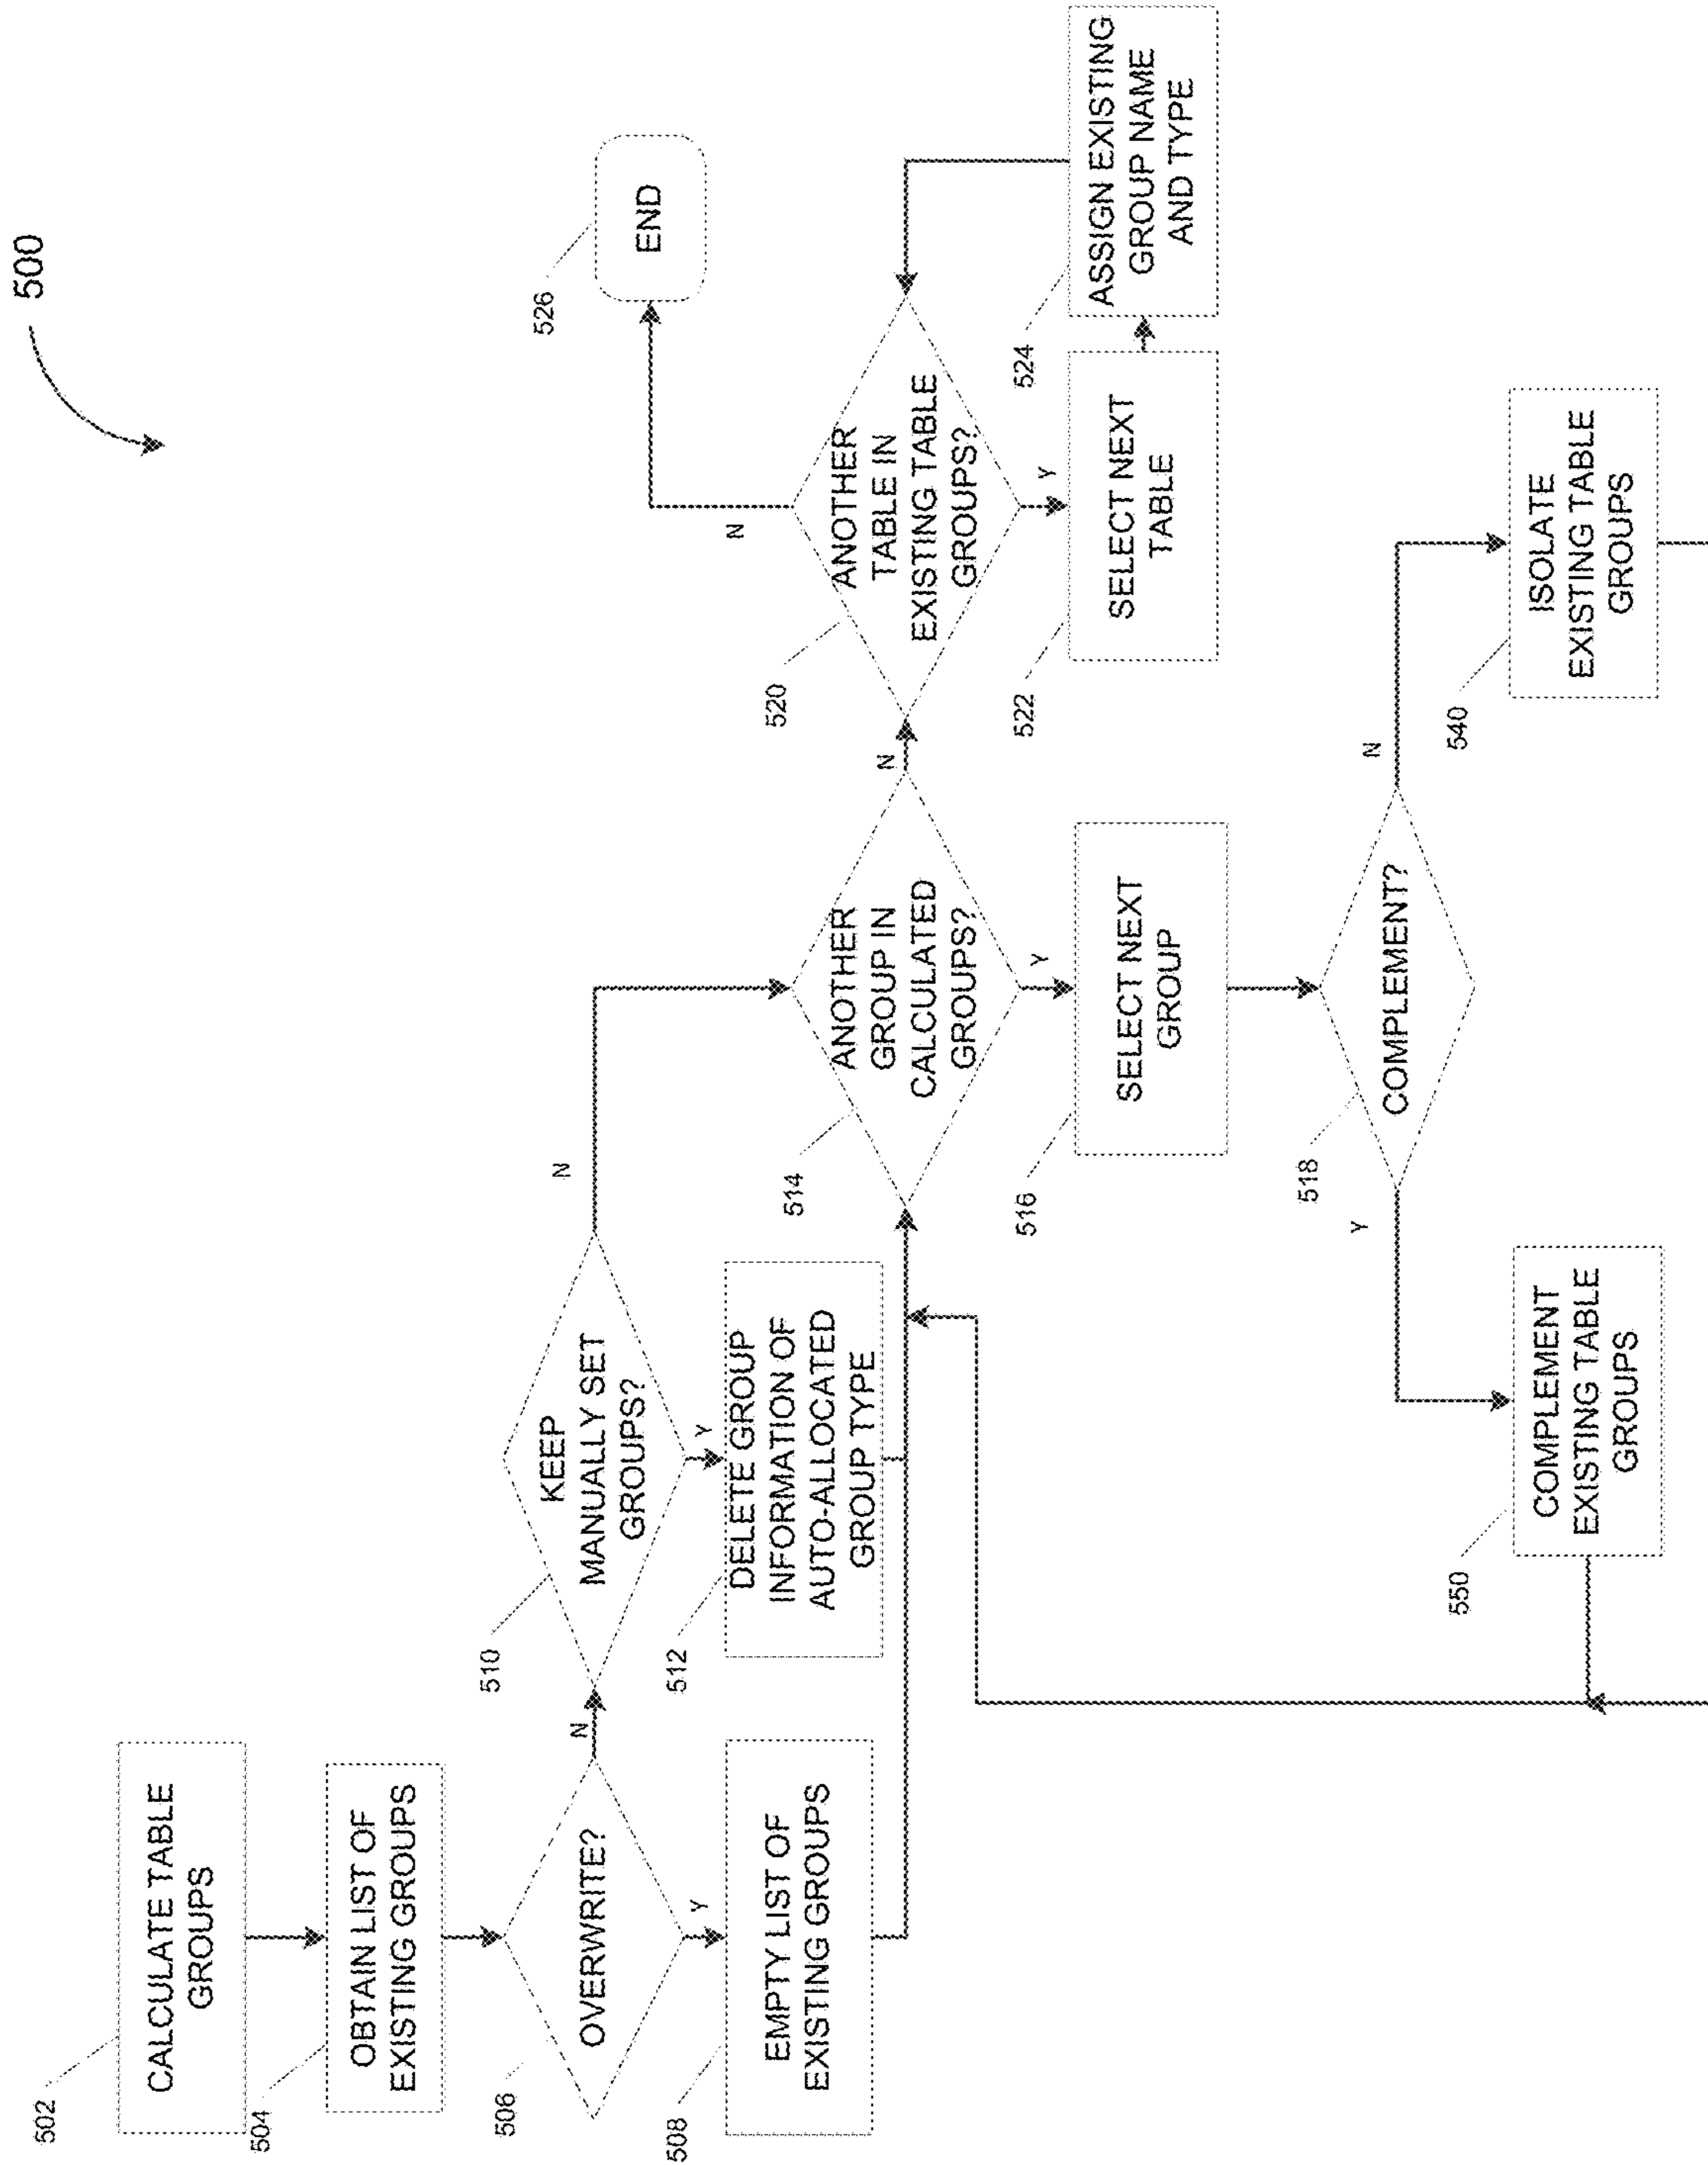 500
502
CALCULATE TABLE
GROUPS
504
OBTAIN LIST OF
EXISTING GROUPS
506
OVERWRITE?
N
Y
508
EMPTY LIST OF
EXISTING GROUPS
510
KEEP
MANUALLY SET
GROUPS?
N
Y
512
DELETE GROUP
INFORMATION OF
AUTO-ALLOCATED
GROUP TYPE
514
ANOTHER
GROUP IN
CALCULATED
GROUPS?
N
Y
516
SELECT NEXT
GROUP
518
COMPLEMENT?
Y
N
550
COMPLEMENT
EXISTING TABLE
GROUPS
540
ISOLATE
EXISTING TABLE
GROUPS
520
ANOTHER
TABLE IN
EXISTING TABLE
GROUPS?
N
Y
522
SELECT NEXT
TABLE
524
ASSIGN EXISTING
GROUP NAME
AND TYPE
526
END